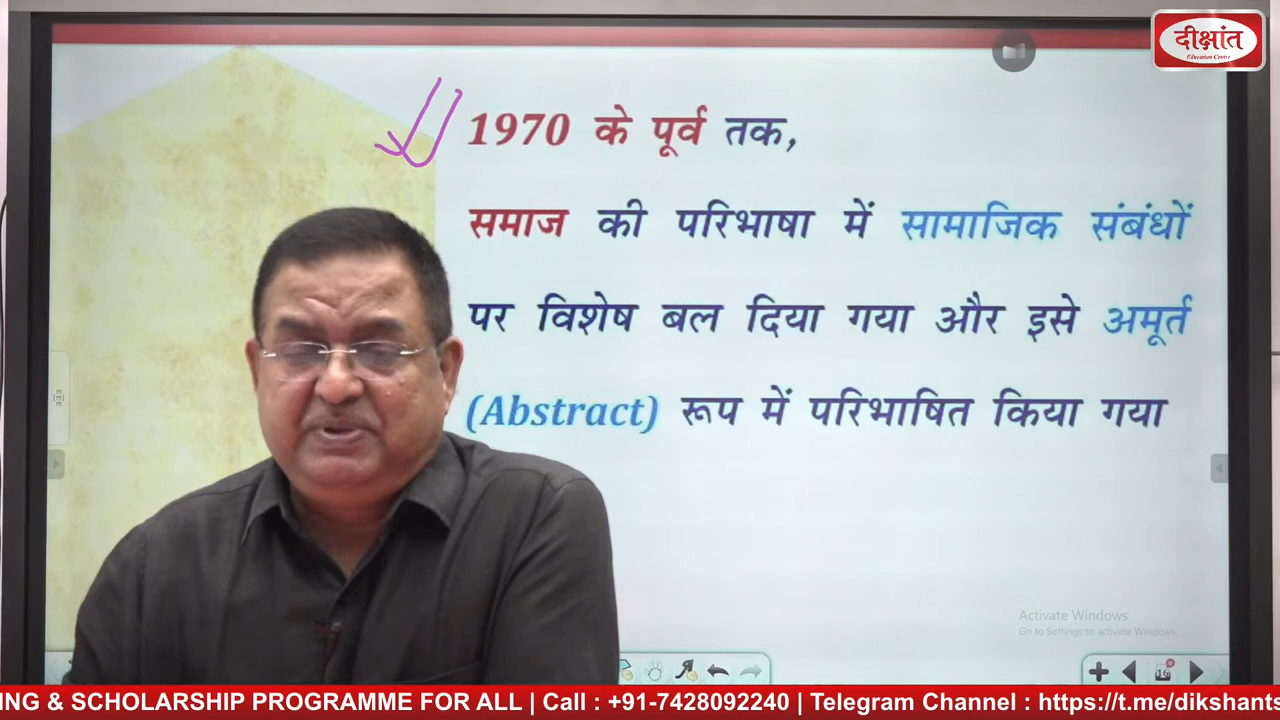 दीक्षांत
Education Centre
1970 के पूर्व तक,
समाज की परिभाषा में सामाजिक संबंधों
पर विशेष बल दिया गया और इसे अमूर्त
(Abstract) रूप में परिभाषित किया गया
Activate Windows
Go to Settings to activate Windows.
16
ING & SCHOLARSHIP PROGRAMME FOR ALL | Call : +91-7428092240 | Telegram Channel : https://t.me/dikshants